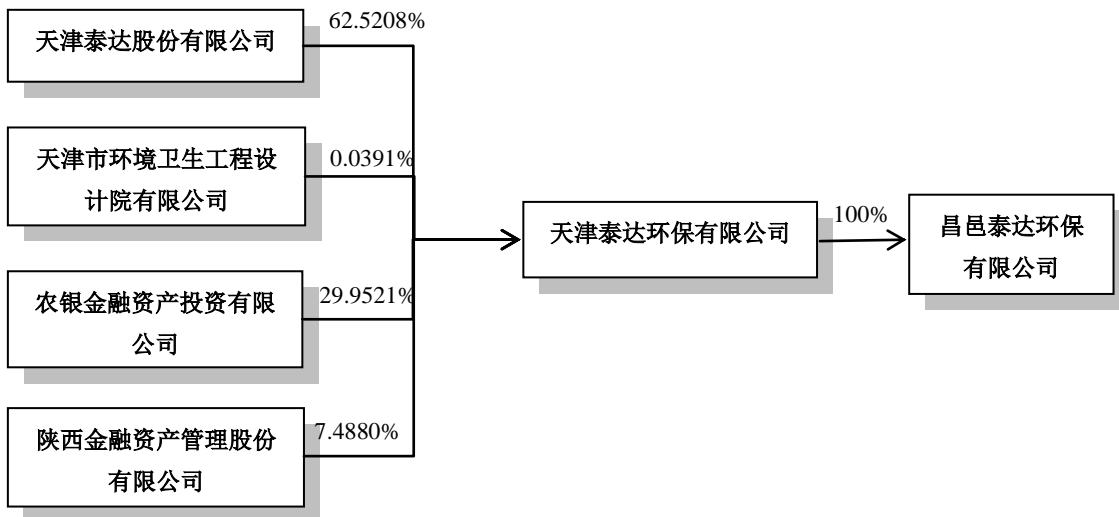 62.5208%
天津泰达股份有限公司
天津市环境卫生工程设
计院有限公司
0.0391%
农银金融资产投资有限
公司
29.9521%
陕西金融资产管理股份
有限公司
7.4880%
天津泰达环保有限公司
100%
昌邑泰达环保
有限公司